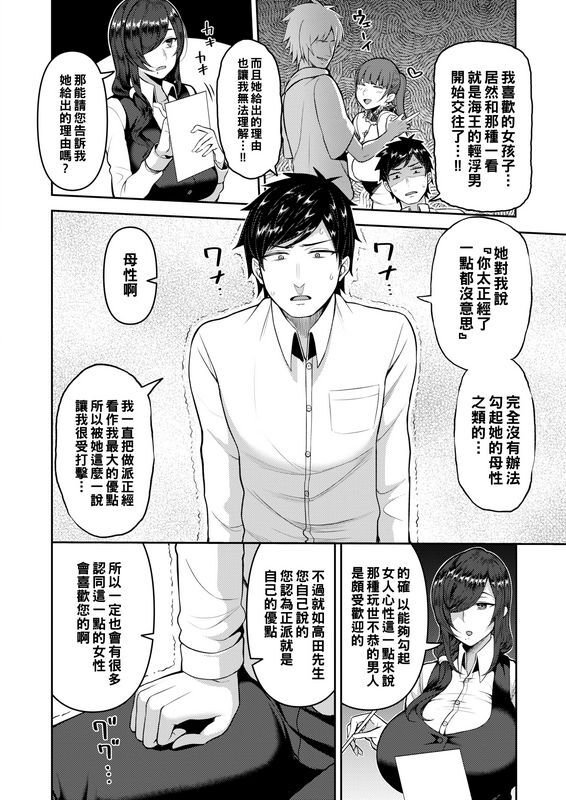 我喜歡的女孩子…
居然和那種一看
就是海王的輕浮男
開始交往了…!!
而且她給出的理由
也讓我無法理解…!!
那能請您告訴我
她給出的理由嗎？
她對我說
『你太正經了
一點都沒意思』
完全沒有辦法
勾起她的母性
之類的…
ワナ
ワナ
母性啊
我一直把做派正經
看作我最大的優點
所以被她這麼一說
讓我很受打擊…
的確 以能夠勾起
女人心性這一點來說
那種玩世不恭的男人
是頗受歡迎的
不過就如高田先生
您自己說的
您認為正派就是
自己的優點
所以一定也會有很多
認同這一點的女性
會喜歡您的啊
グググ…